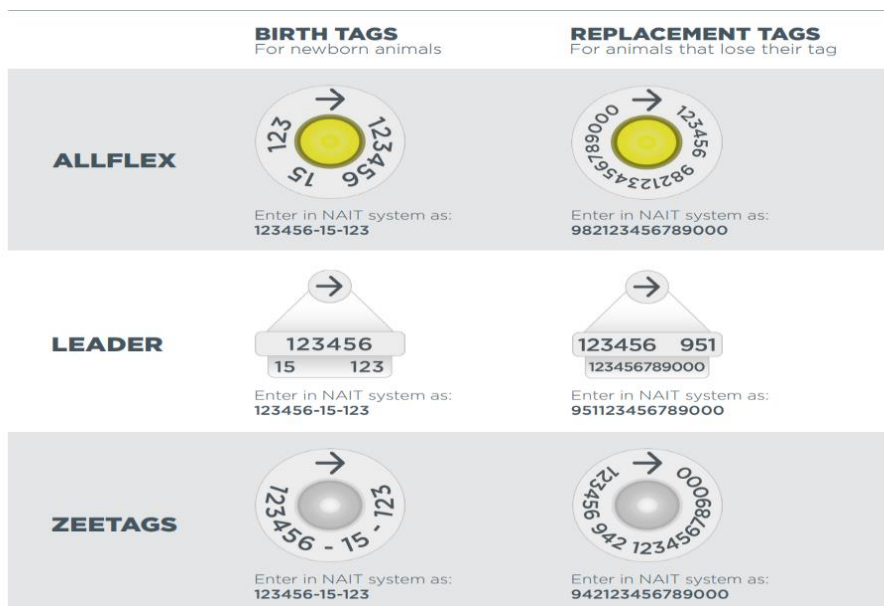 BIRTH TAGS
For newborn animals
REPLACEMENT TAGS
For animals that lose their tag
ALLFLEX
123456
15
123
Enter in NAIT system as:
123456-15-123
123456
982123456789000
Enter in NAIT system as:
982123456789000
LEADER
123456
15 123
Enter in NAIT system as:
123456-15-123
123456 951
123456789000
Enter in NAIT system as:
951123456789000
ZEETAGS
123456 - 15 - 123
Enter in NAIT system as:
123456-15-123
123456 942 123456789000
Enter in NAIT system as:
942123456789000